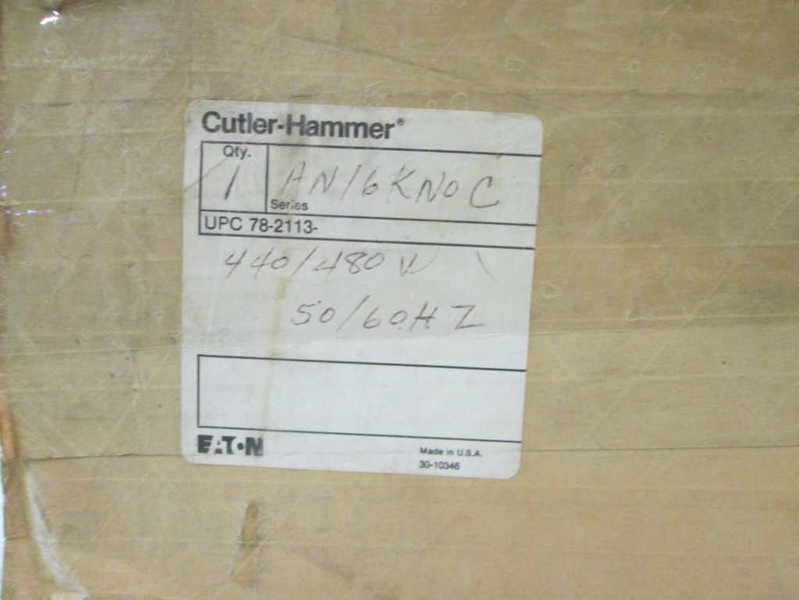 Cutler-Hammer®
Qty.
1 AN16KNOC
Series
UPC 78-2113-
440/480 V
50/60HZ
EATON
Made in U.S.A.
30-10346